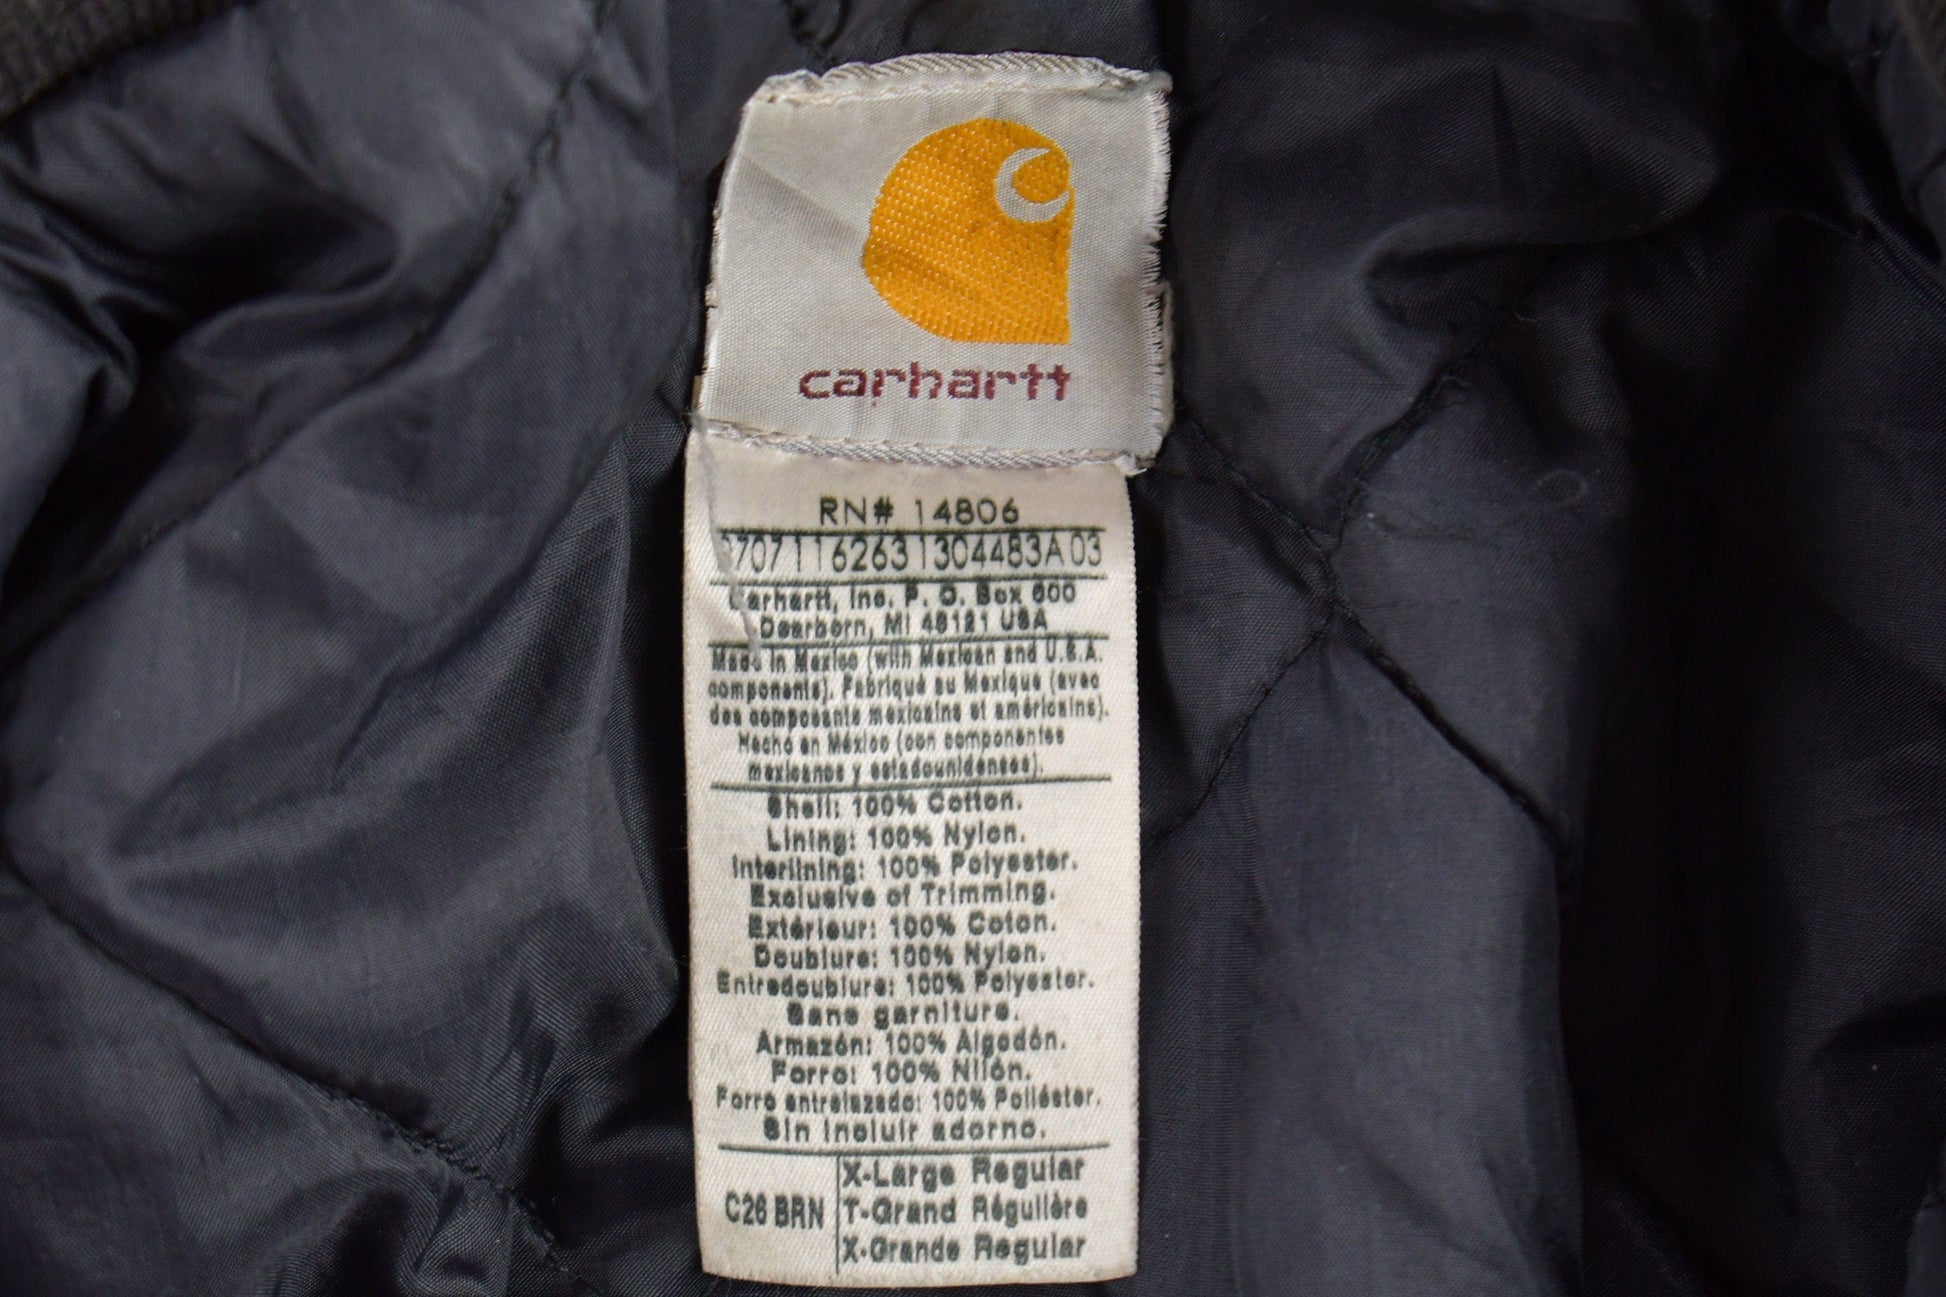 carhartt
RN# 14806
07071162631304483A 03
Carhartt, Inc. P. O. Box 600
Dearborn, MI 48121 USA
Made in Mexico (with Mexican and U.S.A.
components). Fabriqué au Mexique (avec
des composants mexicains et américains).
Hecho en México (con componentes
mexicanos y estadounidenses).
Shell: 100% Cotton.
Lining: 100% Nylon.
Interlining: 100% Polyester.
Exclusive of Trimming.
Extérieur: 100% Coton.
Doublure: 100% Nylon.
Entredoublure: 100% Polyester.
Sans garniture.
Armazón: 100% Algodón.
Forro: 100% Nilón.
Forro entrelazado: 100% Poliéster.
Sin incluir adorno.
C26 BRN
X-Large Regular
T-Grand Régulière
X-Grande Regular